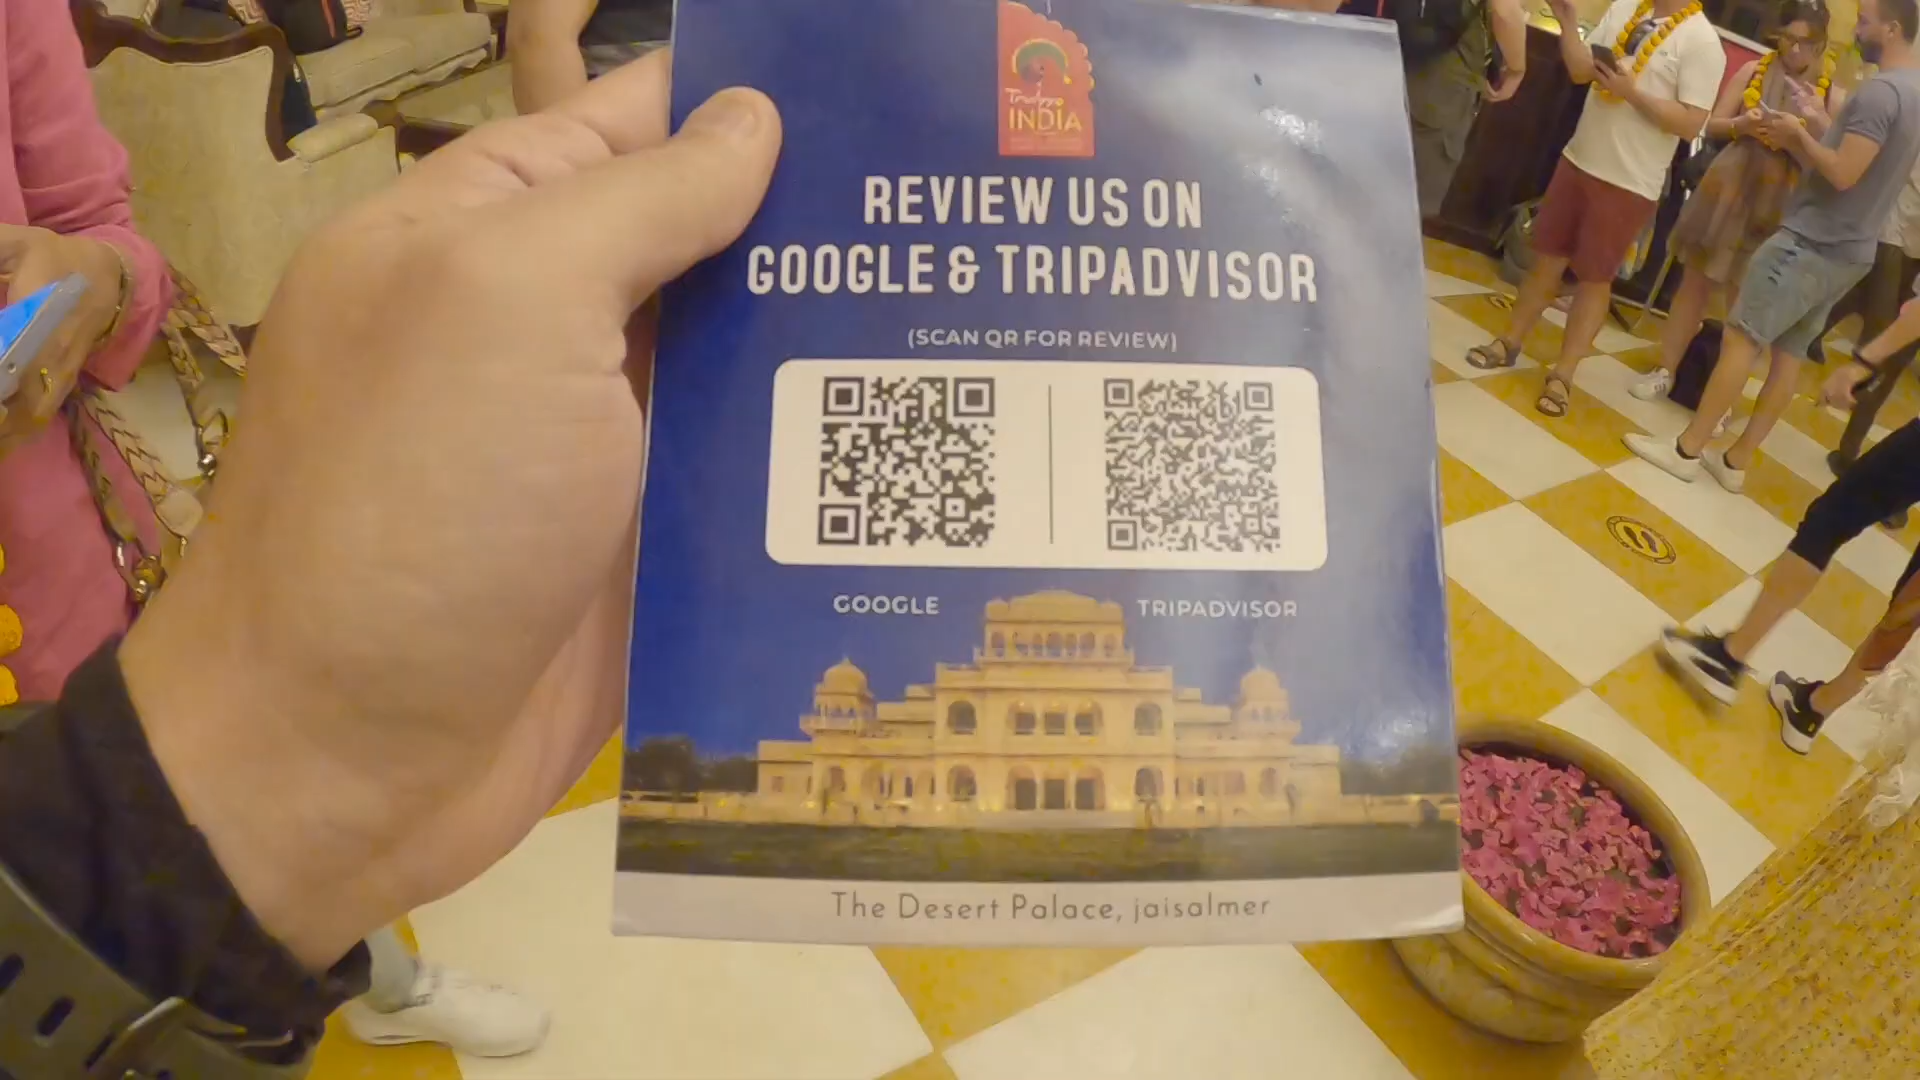 INDIA
REVIEW US ON
GOOGLE & TRIPADVISOR
(SCAN QR FOR REVIEW)
GOOGLE
TRIPADVISOR
The Desert Palace, jaisalmer